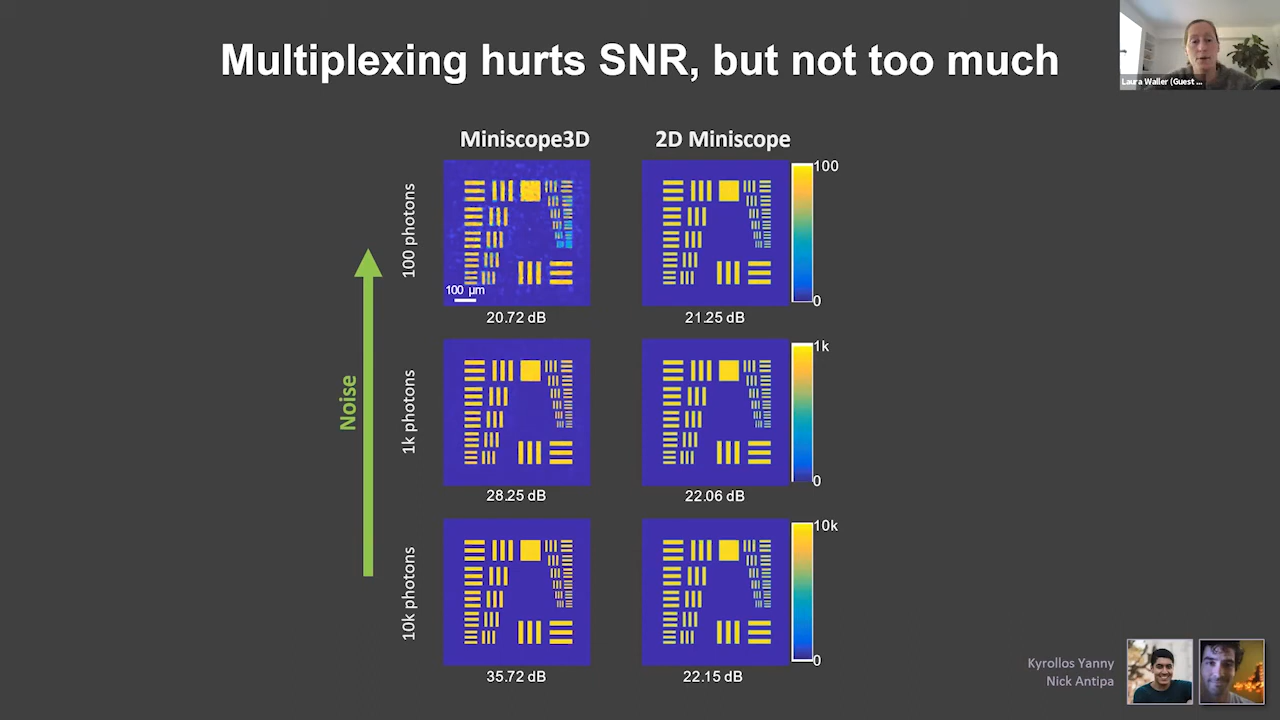 Multiplexing hurts SNR, but not too much
Laura Waller (Guest ...
Miniscope3D
2D Miniscope
100 photons
100 µm
100
0
20.72 dB
21.25 dB
Noise
1k photons
1k
0
28.25 dB
22.06 dB
10k photons
10k
0
35.72 dB
22.15 dB
Kyrollos Yanny
Nick Antipa